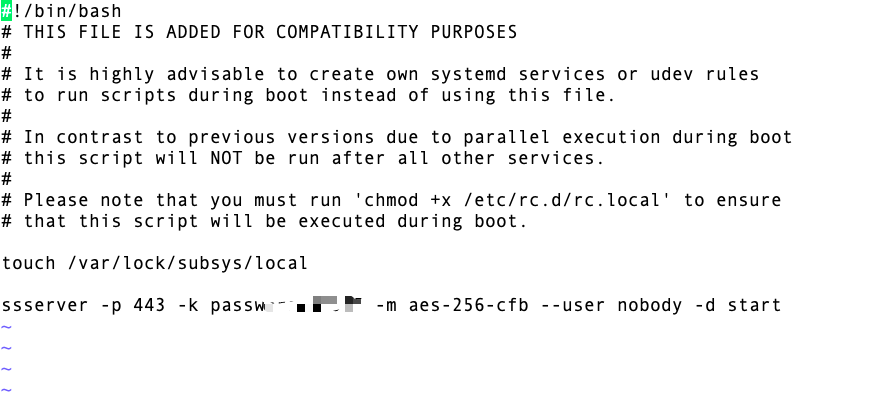 #!/bin/bash
# THIS FILE IS ADDED FOR COMPATIBILITY PURPOSES
#
# It is highly advisable to create own systemd services or udev rules
# to run scripts during boot instead of using this file.
#
# In contrast to previous versions due to parallel execution during boot
# this script will NOT be run after all other services.
#
# Please note that you must run 'chmod +x /etc/rc.d/rc.local' to ensure
# that this script will be executed during boot.
touch /var/lock/subsys/local
ssserver -p 443 -k -m aes-256-cfb --user nobody -d start
~
~
~
~